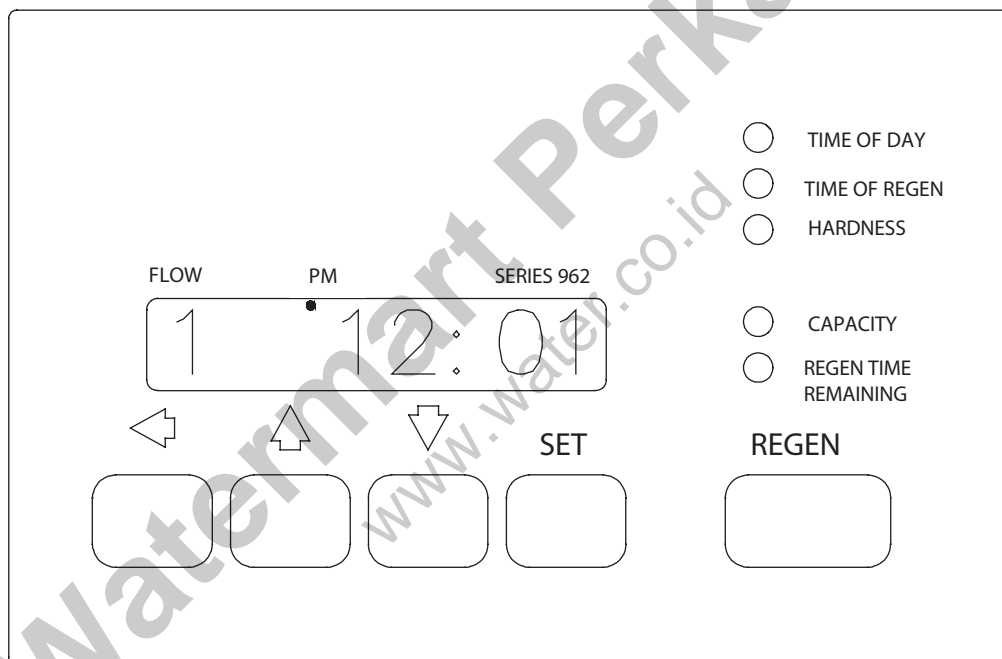 TIME OF DAY
TIME OF REGEN
HARDNESS
FLOW PM SERIES 962
1 12:01
CAPACITY
REGEN TIME
REMAINING
SET
REGEN
Watermart Perka
www.water.co.id